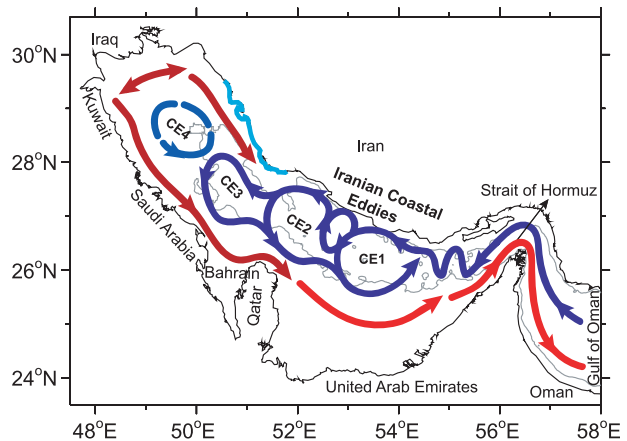 30°N
28°N
26°N
24°N
Iraq
Kuwait
Saudi Arabia
Bahrain
Qatar
Iran
Iranian Coastal
Eddies
Strait of Hormuz
CE4
CE3
CE2
CE1
United Arab Emirates
Oman
Gulf of Oman
48°E
50°E
52°E
54°E
56°E
58°E